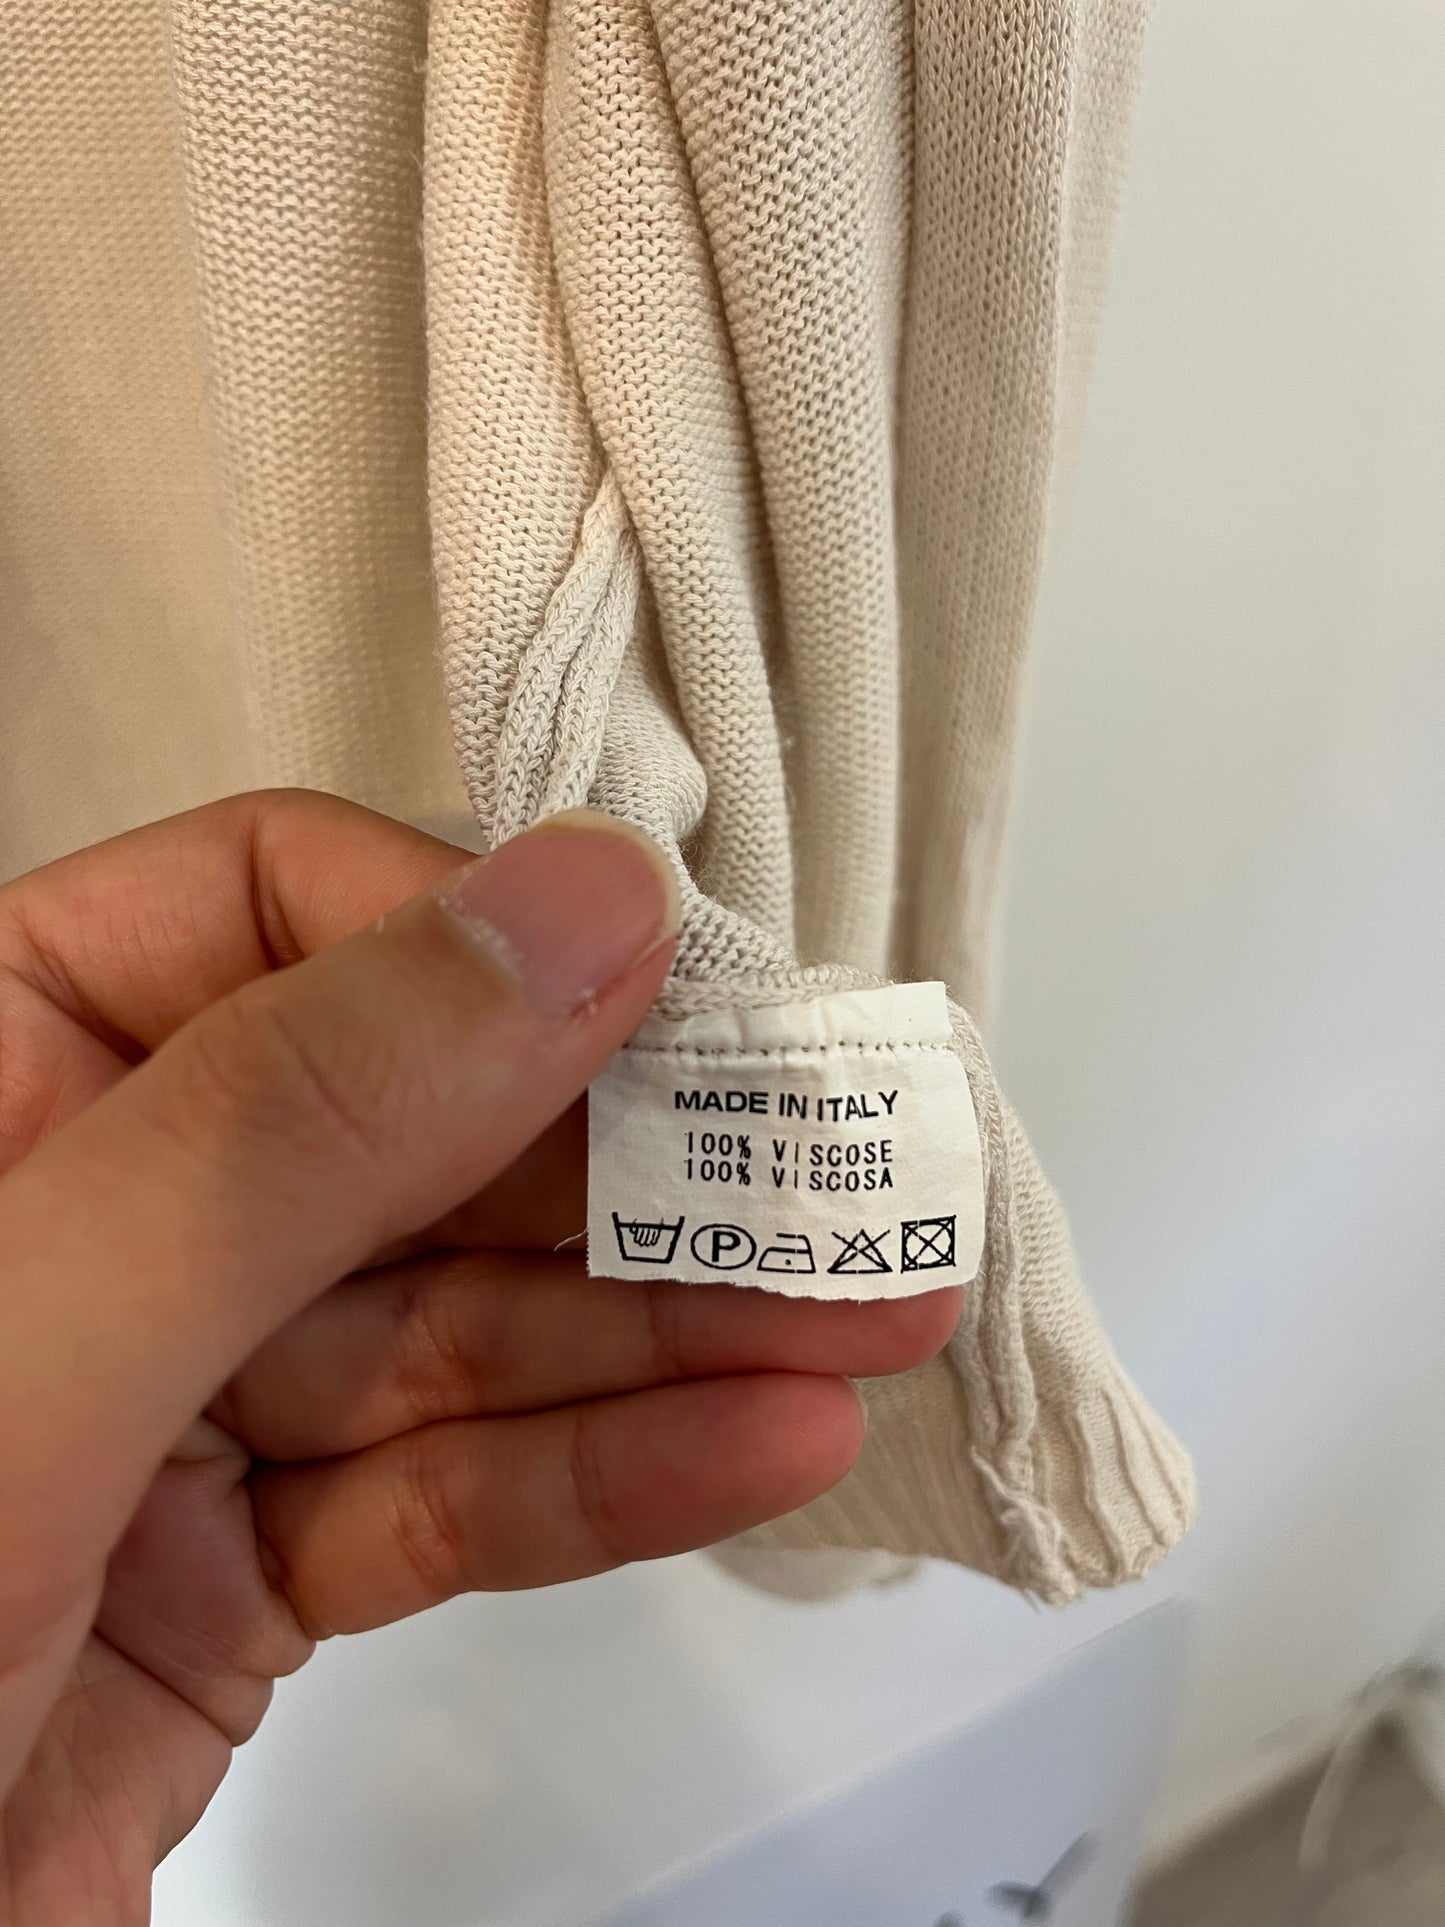 MADE IN ITALY
100% VISCOSE
100% VISCOSA
P